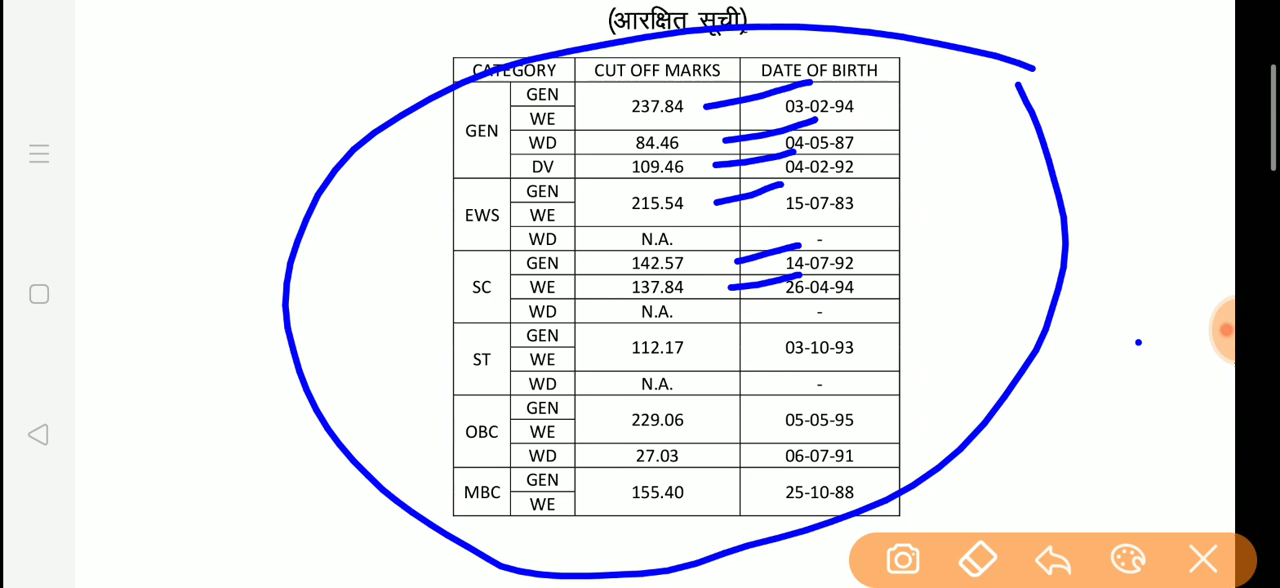 (आरक्षित सूची)
CATEGORY CUT OFF MARKS DATE OF BIRTH
GEN GEN 237.84 03-02-94
WE
WD 84.46 04-05-87
DV 109.46 04-02-92
EWS GEN 215.54 15-07-83
WE
WD N.A. -
SC GEN 142.57 14-07-92
WE 137.84 26-04-94
WD N.A. -
ST GEN 112.17 03-10-93
WE
WD N.A. -
OBC GEN 229.06 05-05-95
WE
WD 27.03 06-07-91
MBC GEN 155.40 25-10-88
WE